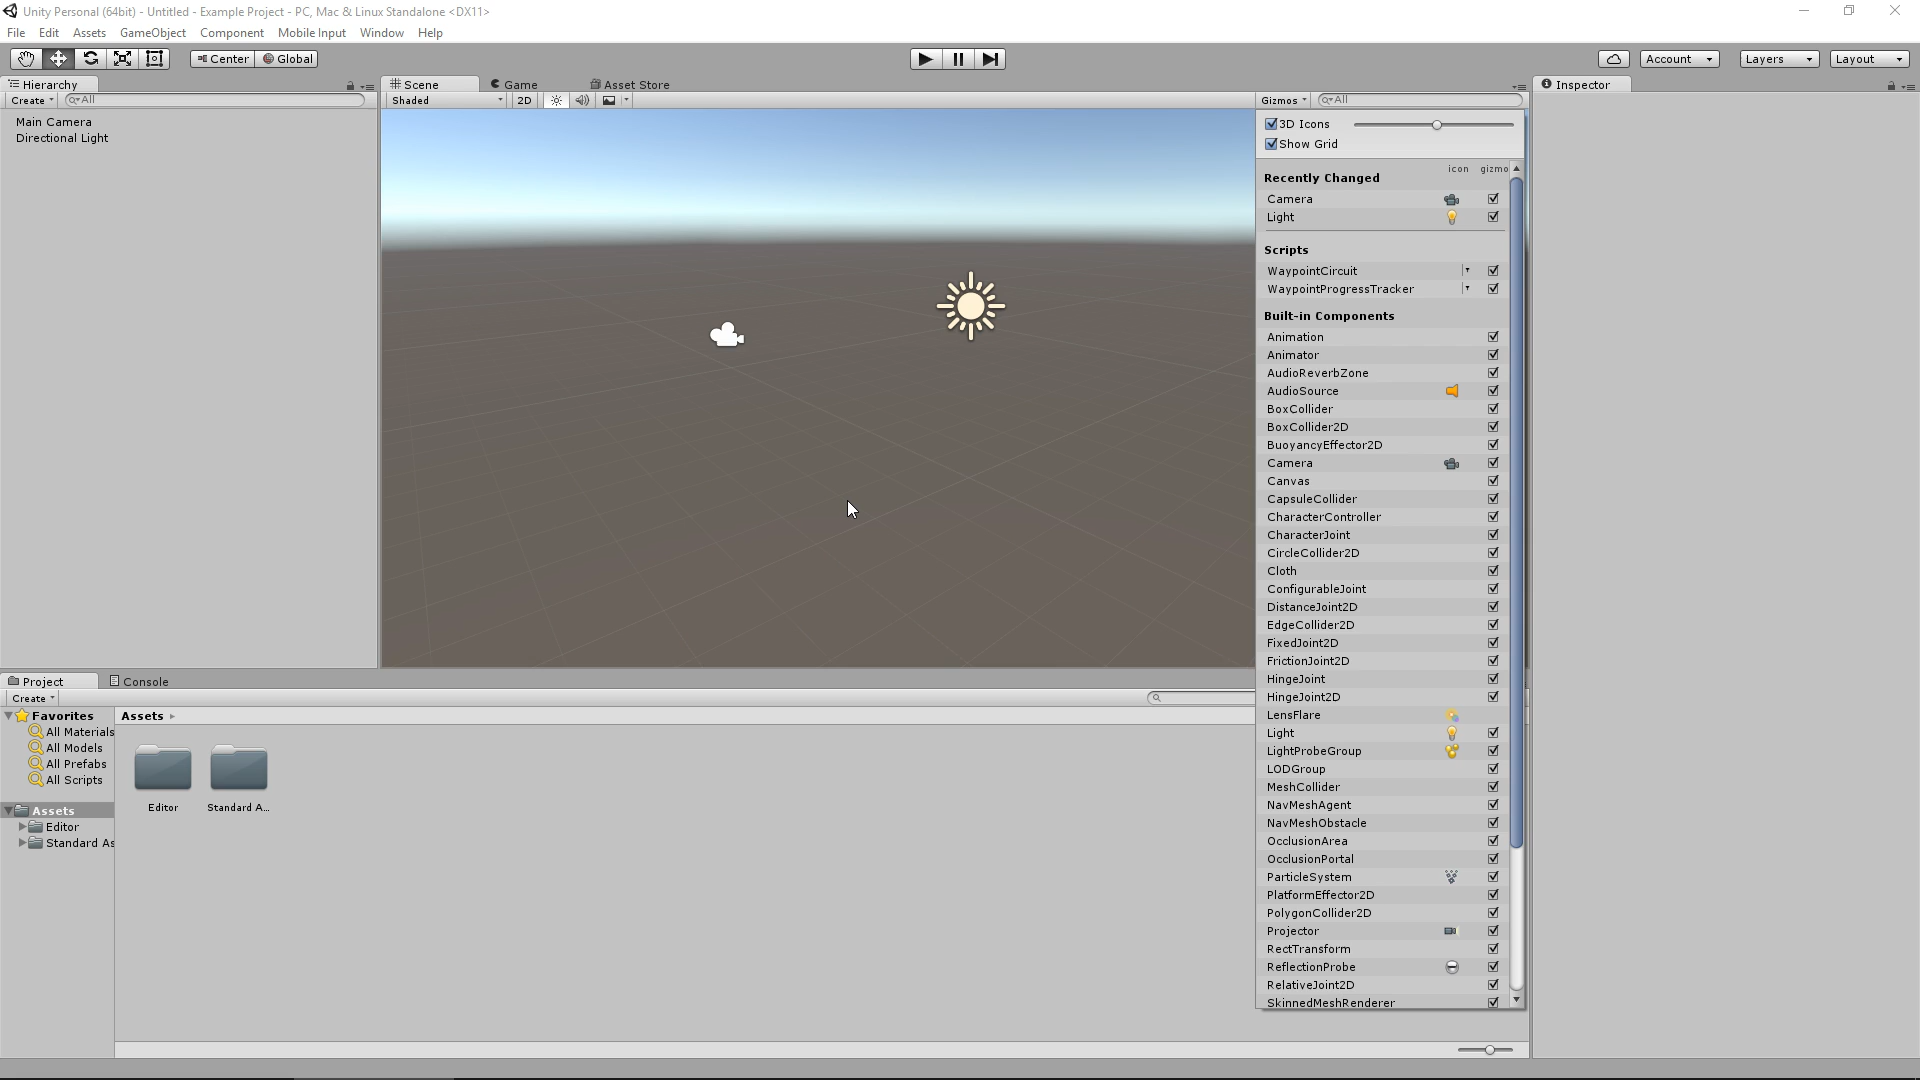 Unity Personal (64bit) - Untitled - Example Project - PC, Mac & Linux Standalone <DX11>
File Edit Assets GameObject Component Mobile Input Window Help
Center Global Account Layers Layout
Hierarchy Scene Game Asset Store Inspector
Create All Shaded 2D Gizmos All
Main Camera
Directional Light
3D Icons
Show Grid
icon gizmo
Recently Changed
Camera
Light
Scripts
WaypointCircuit
WaypointProgressTracker
Built-in Components
Animation
Animator
AudioReverbZone
AudioSource
BoxCollider
BoxCollider2D
BuoyancyEffector2D
Camera
Canvas
CapsuleCollider
CharacterController
CharacterJoint
CircleCollider2D
Cloth
ConfigurableJoint
DistanceJoint2D
EdgeCollider2D
FixedJoint2D
FrictionJoint2D
HingeJoint
HingeJoint2D
LensFlare
Light
LightProbeGroup
LODGroup
MeshCollider
NavMeshAgent
NavMeshObstacle
OcclusionArea
OcclusionPortal
ParticleSystem
PlatformEffector2D
PolygonCollider2D
Projector
RectTransform
ReflectionProbe
RelativeJoint2D
SkinnedMeshRenderer
Project Console
Create
Favorites
All Materials
All Models
All Prefabs
All Scripts
Assets
Editor
Standard As
Assets
Editor Standard A...